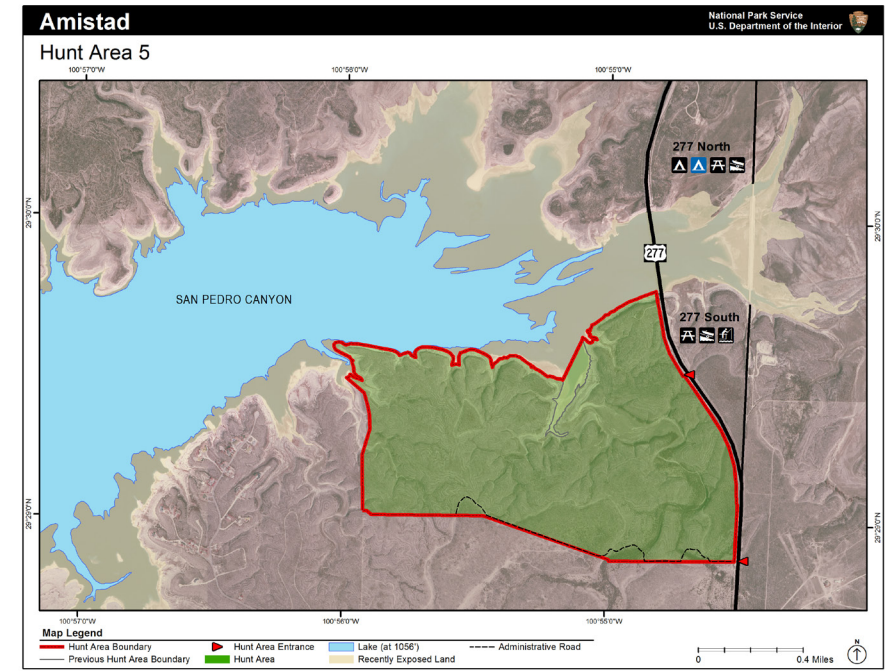 Amistad
National Park Service
U.S. Department of the Interior
Hunt Area 5
100°57'0"W
100°56'0"W
100°55'0"W
277 North
29°30'0"N
29°30'0"N
277
SAN PEDRO CANYON
277 South
29°29'0"N
29°29'0"N
100°57'0"W
100°56'0"W
100°55'0"W
Map Legend
Hunt Area Boundary
Hunt Area Entrance
Lake (at 1056')
Administrative Road
Previous Hunt Area Boundary
Hunt Area
Recently Exposed Land
0
0.4 Miles
N